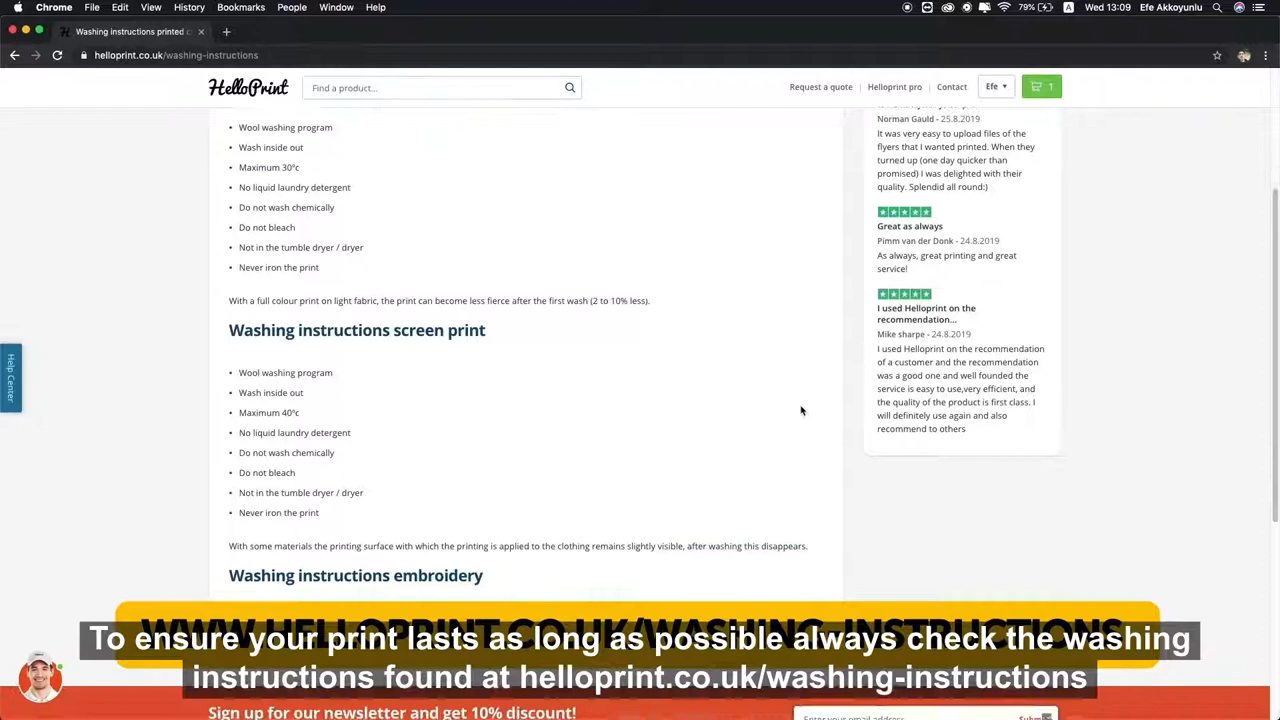 Chrome File Edit View History Bookmarks People Window Help
79% Wed 13:09 Efe Akkoyunlu
Washing instructions printed c
helloprint.co.uk/washing-instructions
HelloPrint
Find a product...
Request a quote
Helloprint pro
Contact
Efe
1
Wool washing program
Wash inside out
Maximum 30ºc
No liquid laundry detergent
Do not wash chemically
Do not bleach
Not in the tumble dryer / dryer
Never iron the print
With a full colour print on light fabric, the print can become less fierce after the first wash (2 to 10% less).
Washing instructions screen print
Wool washing program
Wash inside out
Maximum 40ºc
No liquid laundry detergent
Do not wash chemically
Do not bleach
Not in the tumble dryer / dryer
Never iron the print
With some materials the printing surface with which the printing is applied to the clothing remains slightly visible, after washing this disappears.
Washing instructions embroidery
Norman Gauld - 25.8.2019
It was very easy to upload files of the
flyers that I wanted printed. When they
turned up (one day quicker than
promised) I was delighted with their
quality. Splendid all round:)
Great as always
Pimm van der Donk - 24.8.2019
As always, great printing and great
service!
I used Helloprint on the
recommendation...
Mike sharpe - 24.8.2019
I used Helloprint on the recommendation
of a customer and the recommendation
was a good one and well founded the
service is easy to use,very efficient, and
the quality of the product is first class. I
will definitely use again and also
recommend to others
Help Center
WWW.HELLOPRINT.CO.UK/WASHING-INSTRUCTIONS
To ensure your print lasts as long as possible always check the washing
instructions found at helloprint.co.uk/washing-instructions
Sign up for our newsletter and get 10% discount!
Enter your email address